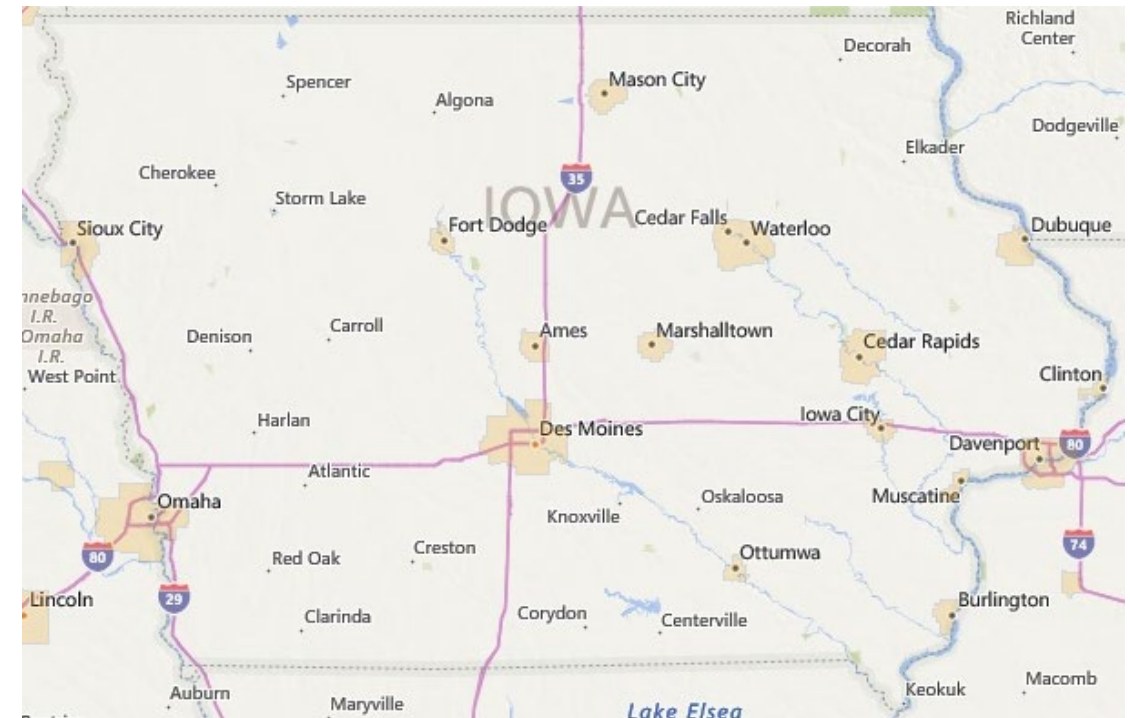 Richland
Center
Decorah
Mason City
Spencer
Algona
Dodgeville
Elkader
Cherokee
35
Storm Lake
IOWA
Sioux City
Fort Dodge
Cedar Falls
Waterloo
Dubuque
nnebago
I.R.
Omaha
I.R.
Denison
Carroll
Ames
Marshalltown
Cedar Rapids
West Point
Clinton
Harlan
Iowa City
Des Moines
Davenport
80
Atlantic
Omaha
Oskaloosa
Muscatine
Knoxville
80
Red Oak
Creston
Ottumwa
74
Lincoln
29
Burlington
Clarinda
Corydon
Centerville
Auburn
Maryville
Keokuk
Macomb
Lake Elsea